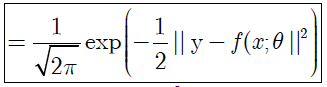 = 1/√2π exp(−1/2 || y − f(x;θ ||²)